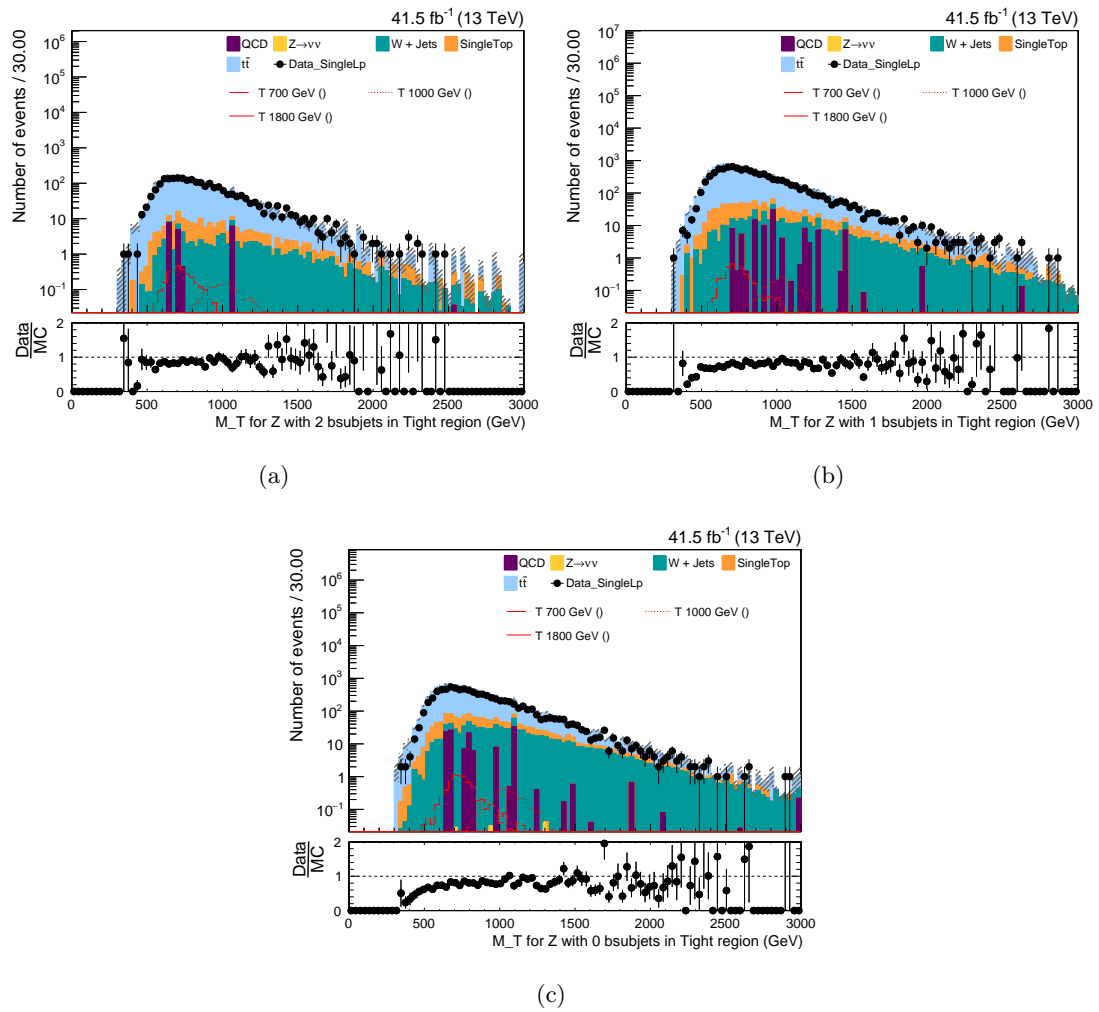 41.5 fb⁻¹ (13 TeV)
Number of events / 30.00
10⁶
10⁵
10⁴
10³
10²
10
1
10⁻¹
QCD Z→νν W + Jets SingleTop
tt̄ Data_SingleLp
T 700 GeV () T 1000 GeV ()
T 1800 GeV ()
Data
MC
2
1
0
0 500 1000 1500 2000 2500 3000
M_T for Z with 2 bsubjets in Tight region (GeV)
(a)
41.5 fb⁻¹ (13 TeV)
Number of events / 30.00
10⁷
10⁶
10⁵
10⁴
10³
10²
10
1
10⁻¹
QCD Z→νν W + Jets SingleTop
tt̄ Data_SingleLp
T 700 GeV () T 1000 GeV ()
T 1800 GeV ()
Data
MC
2
1
0
0 500 1000 1500 2000 2500 3000
M_T for Z with 1 bsubjets in Tight region (GeV)
(b)
41.5 fb⁻¹ (13 TeV)
Number of events / 30.00
10⁶
10⁵
10⁴
10³
10²
10
1
10⁻¹
QCD Z→νν W + Jets SingleTop
tt̄ Data_SingleLp
T 700 GeV () T 1000 GeV ()
T 1800 GeV ()
Data
MC
2
1
0
0 500 1000 1500 2000 2500 3000
M_T for Z with 0 bsubjets in Tight region (GeV)
(c)